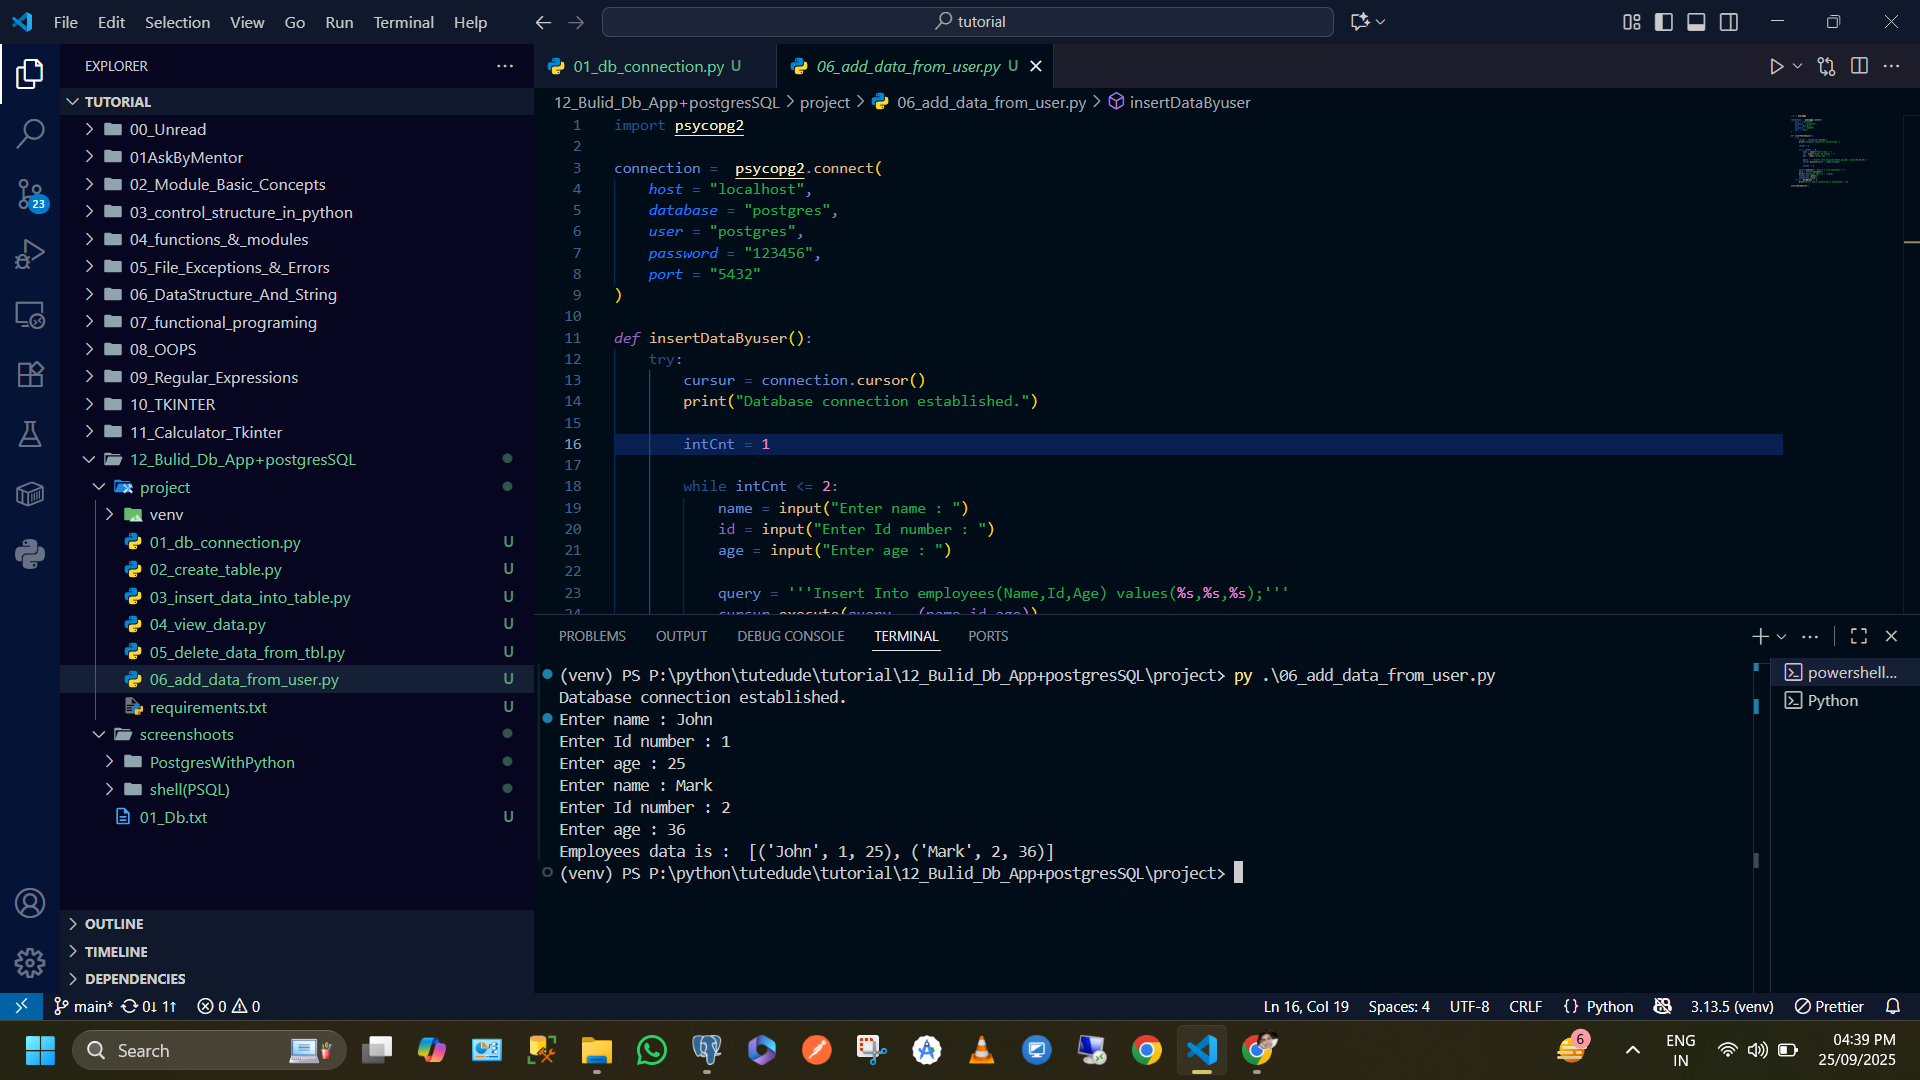 File Edit Selection View Go Run Terminal Help
tutorial
EXPLORER
TUTORIAL
00_Unread
01AskByMentor
02_Module_Basic_Concepts
03_control_structure_in_python
04_functions_&_modules
05_File_Exceptions_&_Errors
06_DataStructure_And_String
07_functional_programing
08_OOPS
09_Regular_Expressions
10_TKINTER
11_Calculator_Tkinter
12_Bulid_Db_App+postgresSQL
project
venv
01_db_connection.py U
02_create_table.py U
03_insert_data_into_table.py U
04_view_data.py U
05_delete_data_from_tbl.py U
06_add_data_from_user.py U
requirements.txt U
screenshoots
PostgresWithPython
shell(PSQL)
01_Db.txt U
OUTLINE
TIMELINE
DEPENDENCIES
23
01_db_connection.py U
06_add_data_from_user.py U
12_Bulid_Db_App+postgresSQL > project > 06_add_data_from_user.py > insertDataByuser
1 import psycopg2
2
3 connection =  psycopg2.connect(
4 host = "localhost",
5 database = "postgres",
6 user = "postgres",
7 password = "123456",
8 port = "5432"
9 )
10
11 def insertDataByuser():
12 try:
13 cursur = connection.cursor()
14 print("Database connection established.")
15
16 intCnt = 1
17
18 while intCnt <= 2:
19 name = input("Enter name : ")
20 id = input("Enter Id number : ")
21 age = input("Enter age : ")
22
23 query = '''Insert Into employees(Name,Id,Age) values(%s,%s,%s);'''
24 cursur.execute(query, (name,id,age))
PROBLEMS OUTPUT DEBUG CONSOLE TERMINAL PORTS
(venv) PS P:\python\tutedude\tutorial\12_Bulid_Db_App+postgresSQL\project> py .\06_add_data_from_user.py
Database connection established.
Enter name : John
Enter Id number : 1
Enter age : 25
Enter name : Mark
Enter Id number : 2
Enter age : 36
Employees data is :  [('John', 1, 25), ('Mark', 2, 36)]
(venv) PS P:\python\tutedude\tutorial\12_Bulid_Db_App+postgresSQL\project>
powershell...
Python
main* 0↓ 1↑ 0 0
Ln 16, Col 19 Spaces: 4 UTF-8 CRLF {} Python 3.13.5 (venv) Prettier
Search
6
ENG
IN
04:39 PM
25/09/2025